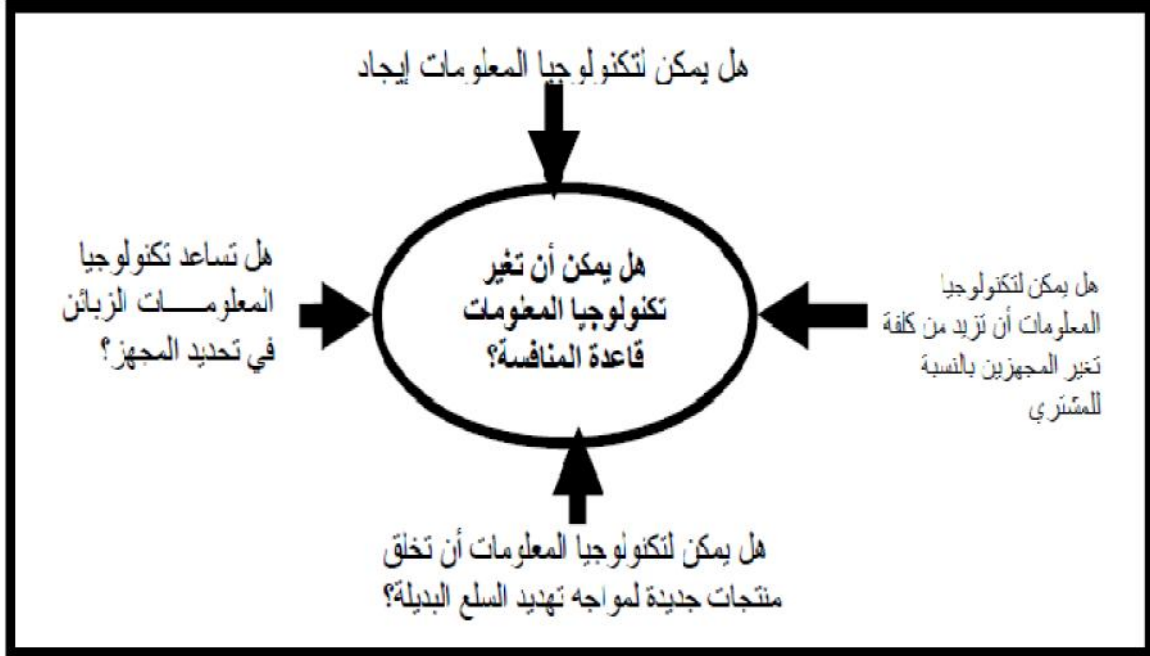 هل يمكن لتكنولوجيا المعلومات إيجاد
هل يمكن لتكنولوجيا
المعلومات أن تزيد من كلفة
تغير المجهزين بالنسبة
للمشتري
هل يمكن أن تغير
تكنولوجيا المعلومات
قاعدة المنافسة؟
هل تساعد تكنولوجيا
المعلومـــات الزبائن
في تحديد المجهز؟
هل يمكن لتكنولوجيا المعلومات أن تخلق
منتجات جديدة لمواجه تهديد السلع البديلة؟